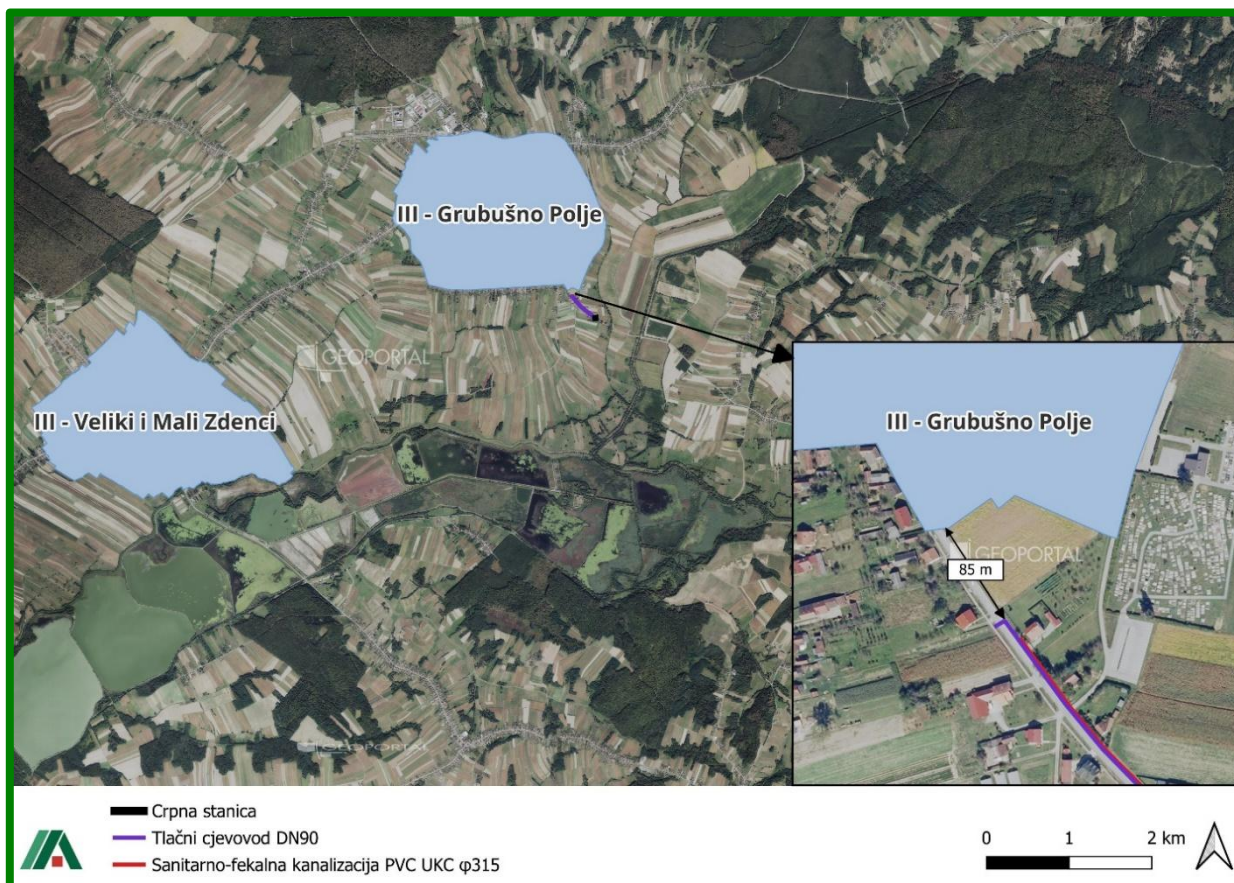 III - Grubušno Polje
GEOPORTAL
III - Veliki i Mali Zdenci
III - Grubušno Polje
GEOPORTAL
85 m
GEOPORTAL
Crpna stanica
Tlačni cjevovod DN90
Sanitarno-fekalna kanalizacija PVC UKC φ315
0 1 2 km